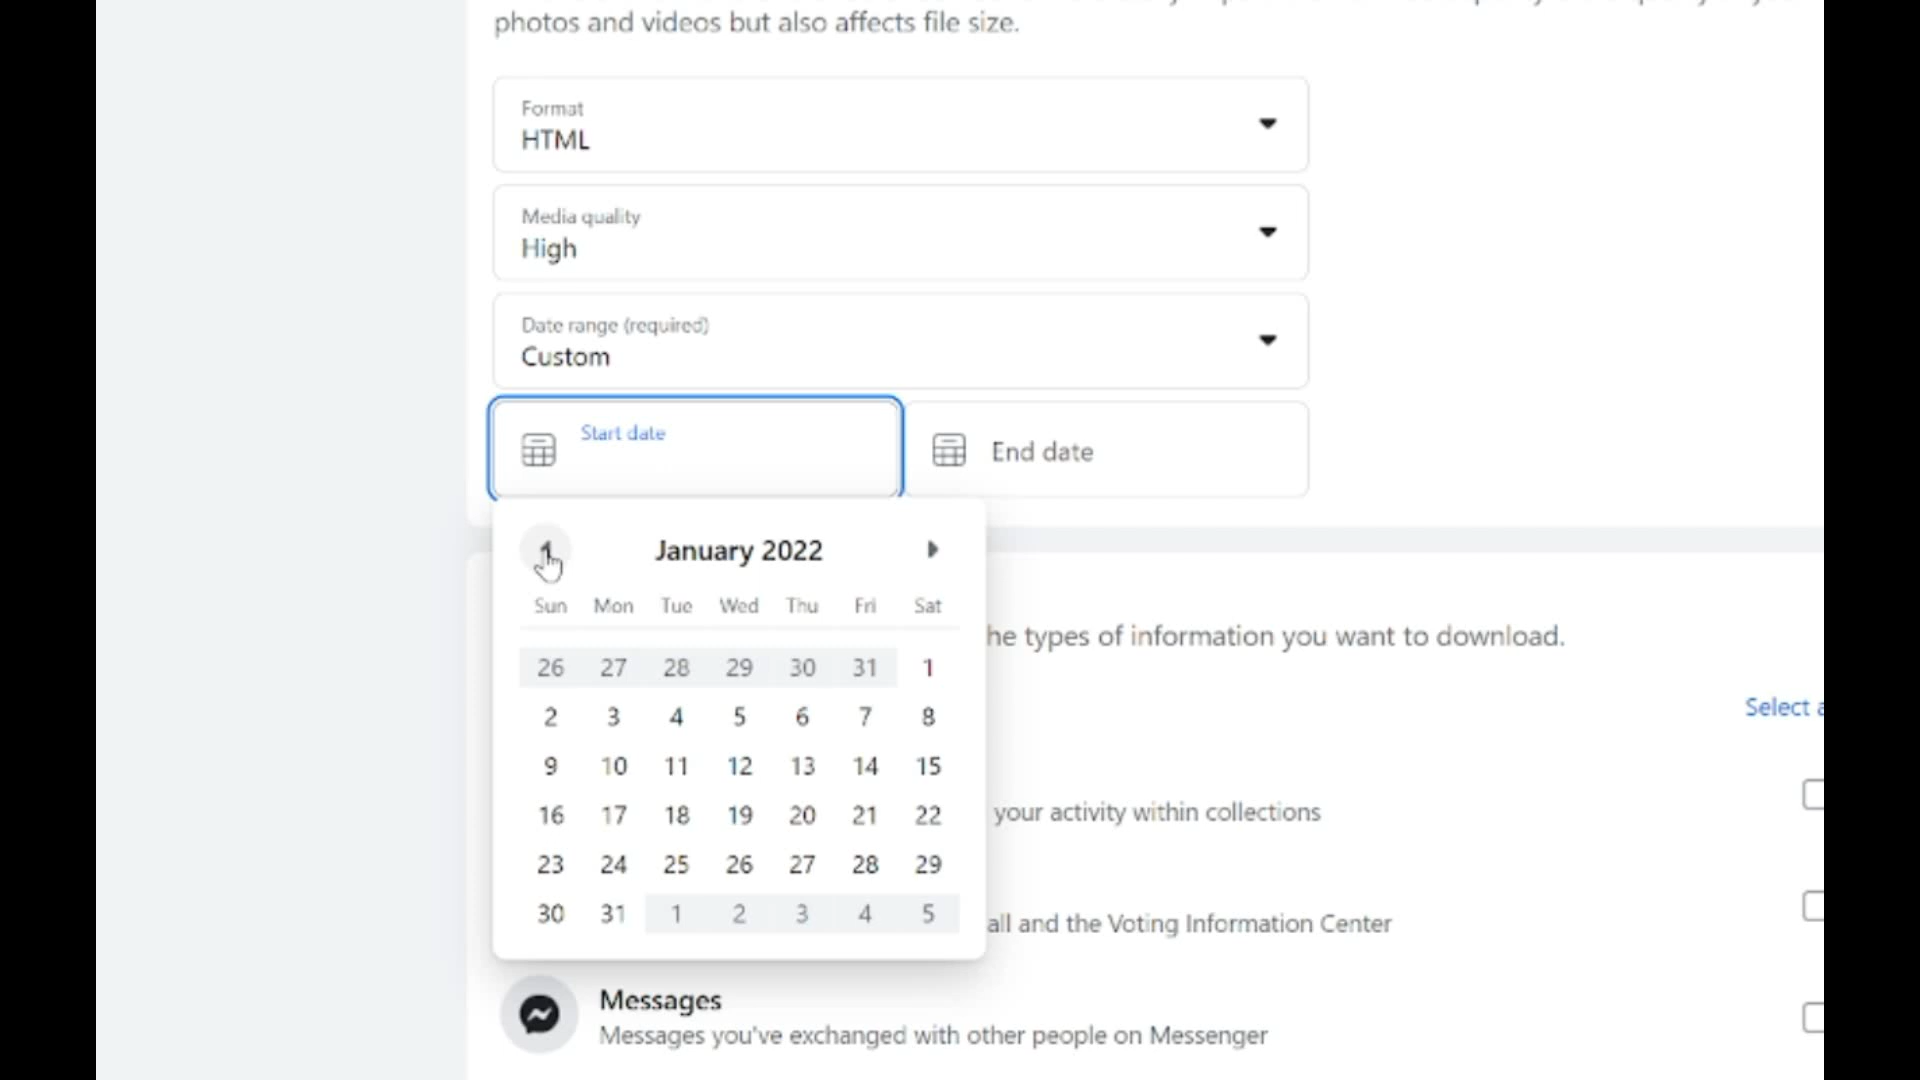 photos and videos but also affects file size.
Format
HTML
Media quality
High
Date range (required)
Custom
Start date
End date
January 2022
Sun Mon Tue Wed Thu Fri Sat
26 27 28 29 30 31 1
2 3 4 5 6 7 8
9 10 11 12 13 14 15
16 17 18 19 20 21 22
23 24 25 26 27 28 29
30 31 1 2 3 4 5
he types of information you want to download.
Select a
your activity within collections
all and the Voting Information Center
Messages
Messages you've exchanged with other people on Messenger